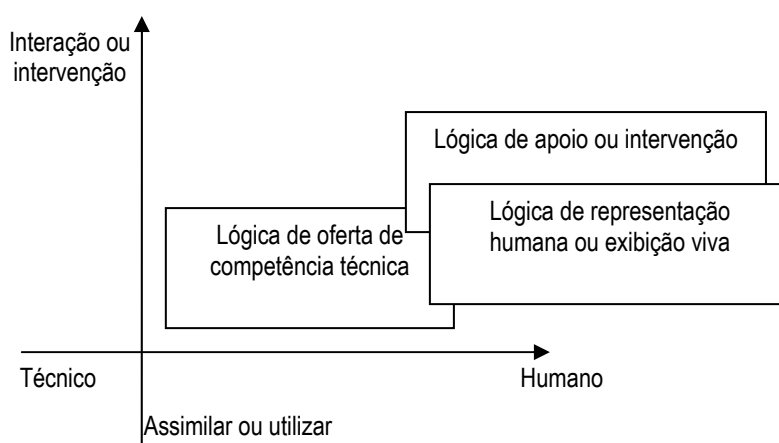 Interação ou
intervenção
Lógica de apoio ou intervenção
Lógica de representação
humana ou exibição viva
Lógica de oferta de
competência técnica
Técnico
Humano
Assimilar ou utilizar